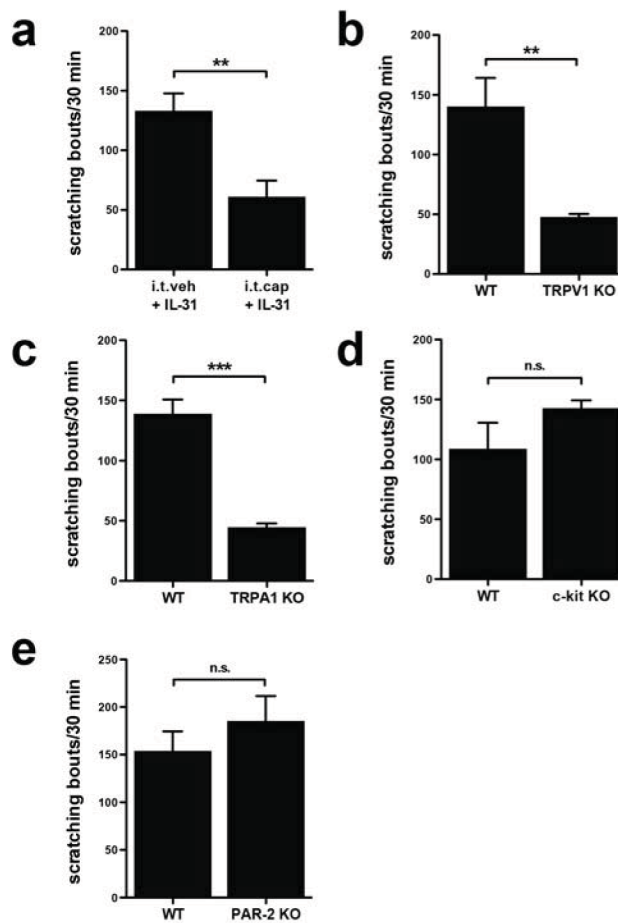 a
scratching bouts/30 min
200
150
100
50
0
**
i.t.veh + IL-31
i.t.cap + IL-31
b
scratching bouts/30 min
200
150
100
50
0
**
WT
TRPV1 KO
c
scratching bouts/30 min
200
150
100
50
0
***
WT
TRPA1 KO
d
scratching bouts/30 min
200
150
100
50
0
n.s.
WT
c-kit KO
e
scratching bouts/30 min
250
200
150
100
50
0
n.s.
WT
PAR-2 KO